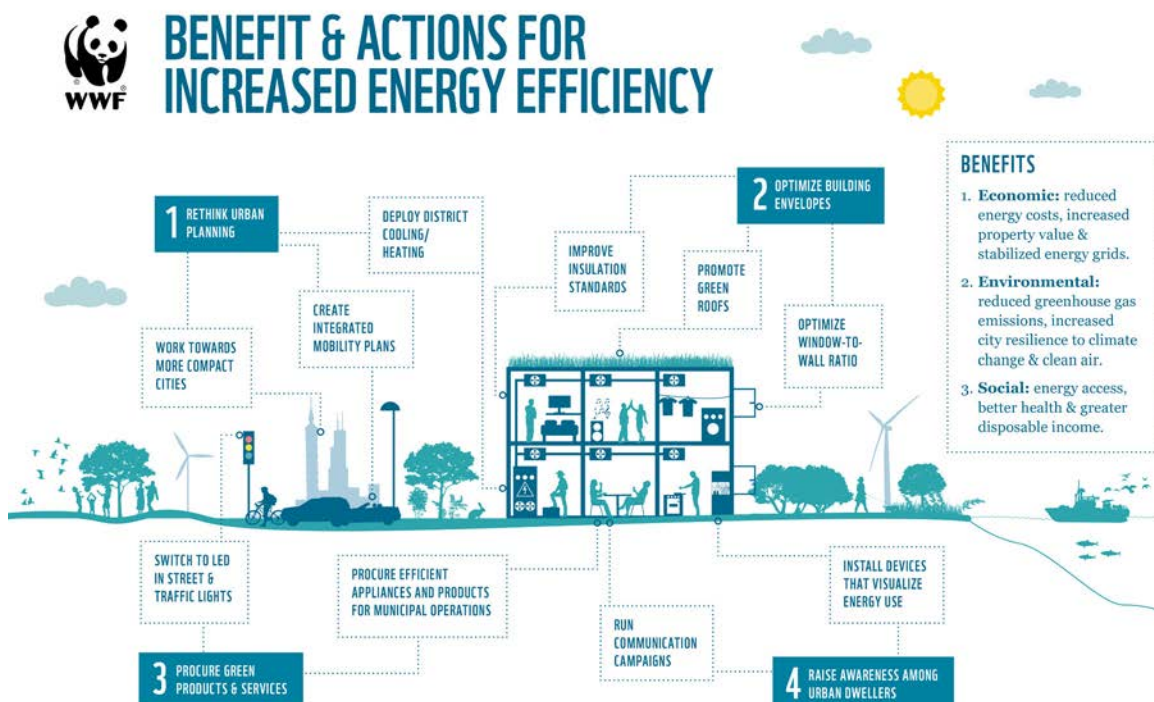 WWF
BENEFIT & ACTIONS FOR
INCREASED ENERGY EFFICIENCY
1 RETHINK URBAN
PLANNING
DEPLOY DISTRICT
COOLING/
HEATING
CREATE
INTEGRATED
MOBILITY PLANS
WORK TOWARDS
MORE COMPACT
CITIES
2 OPTIMIZE BUILDING
ENVELOPES
IMPROVE
INSULATION
STANDARDS
PROMOTE
GREEN
ROOFS
OPTIMIZE
WINDOW-TO-
WALL RATIO
BENEFITS
1. Economic: reduced
energy costs, increased
property value &
stabilized energy grids.
2. Environmental:
reduced greenhouse gas
emissions, increased
city resilience to climate
change & clean air.
3. Social: energy access,
better health & greater
disposable income.
SWITCH TO LED
IN STREET &
TRAFFIC LIGHTS
PROCURE EFFICIENT
APPLIANCES AND PRODUCTS
FOR MUNICIPAL OPERATIONS
3 PROCURE GREEN
PRODUCTS & SERVICES
RUN
COMMUNICATION
CAMPAIGNS
INSTALL DEVICES
THAT VISUALIZE
ENERGY USE
4 RAISE AWARENESS AMONG
URBAN DWELLERS